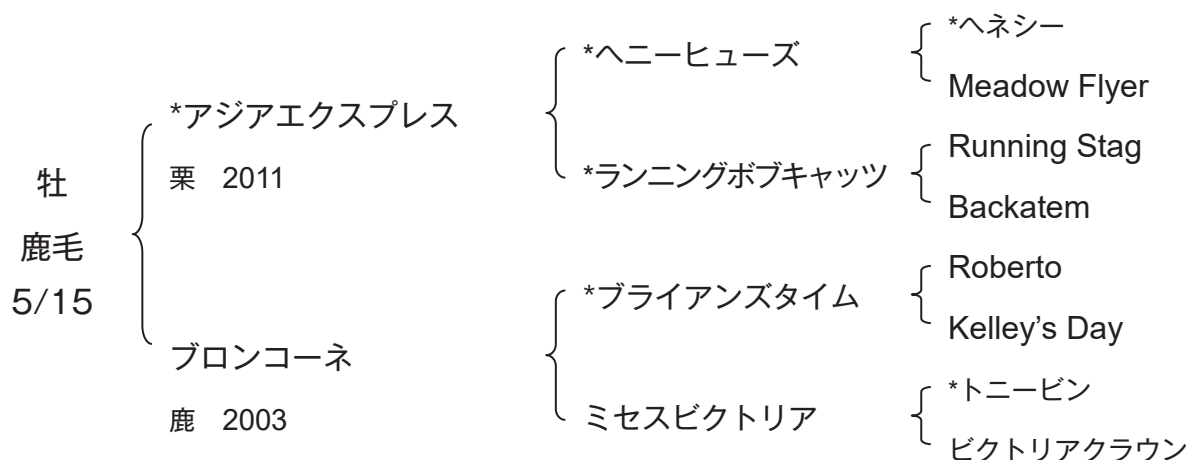 牡
鹿毛
5/15
*アジアエクスプレス
栗 2011
ブロンコーネ
鹿 2003
*ヘニーヒューズ
*ランニングボブキャッツ
*ブライアンズタイム
ミセスビクトリア
*ヘネシー
Meadow Flyer
Running Stag
Backatem
Roberto
Kelley’s Day
*トニービン
ビクトリアクラウン